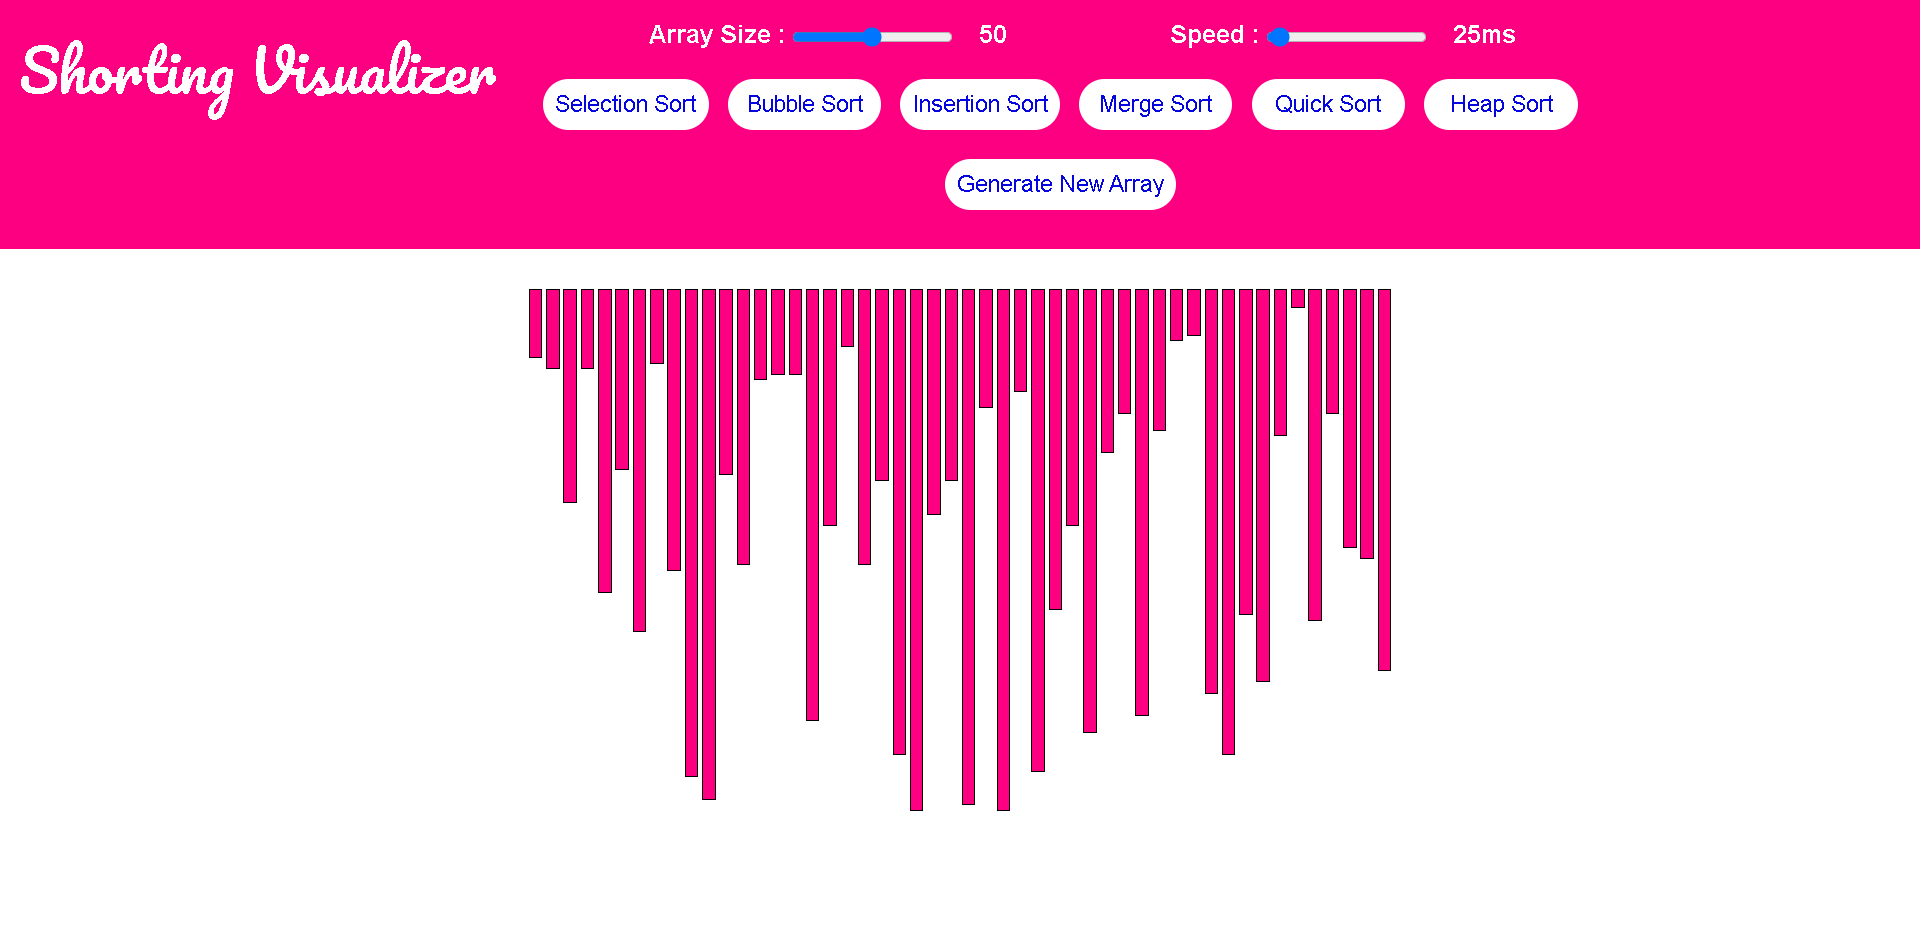 Shorting Visualizer
Array Size : 50
Speed : 25ms
Selection Sort
Bubble Sort
Insertion Sort
Merge Sort
Quick Sort
Heap Sort
Generate New Array